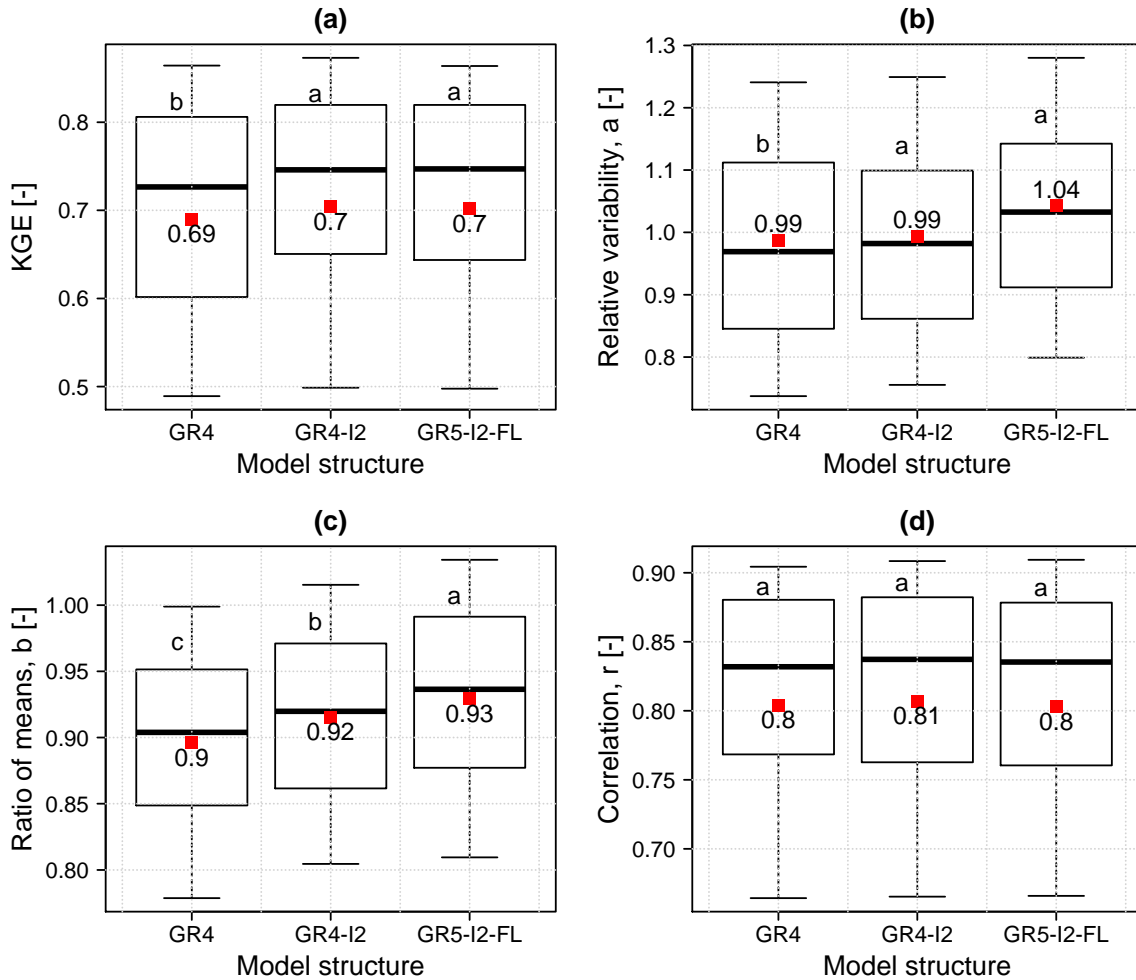 (a)
KGE [-]
0.8
0.7
0.6
0.5
b
a
a
0.69
0.7
0.7
GR4
GR4-I2
GR5-I2-FL
Model structure
(b)
Relative variability, a [-]
1.3
1.2
1.1
1.0
0.9
0.8
b
a
a
0.99
0.99
1.04
GR4
GR4-I2
GR5-I2-FL
Model structure
(c)
Ratio of means, b [-]
1.00
0.95
0.90
0.85
0.80
c
b
a
0.9
0.92
0.93
GR4
GR4-I2
GR5-I2-FL
Model structure
(d)
Correlation, r [-]
0.90
0.85
0.80
0.75
0.70
a
a
a
0.8
0.81
0.8
GR4
GR4-I2
GR5-I2-FL
Model structure